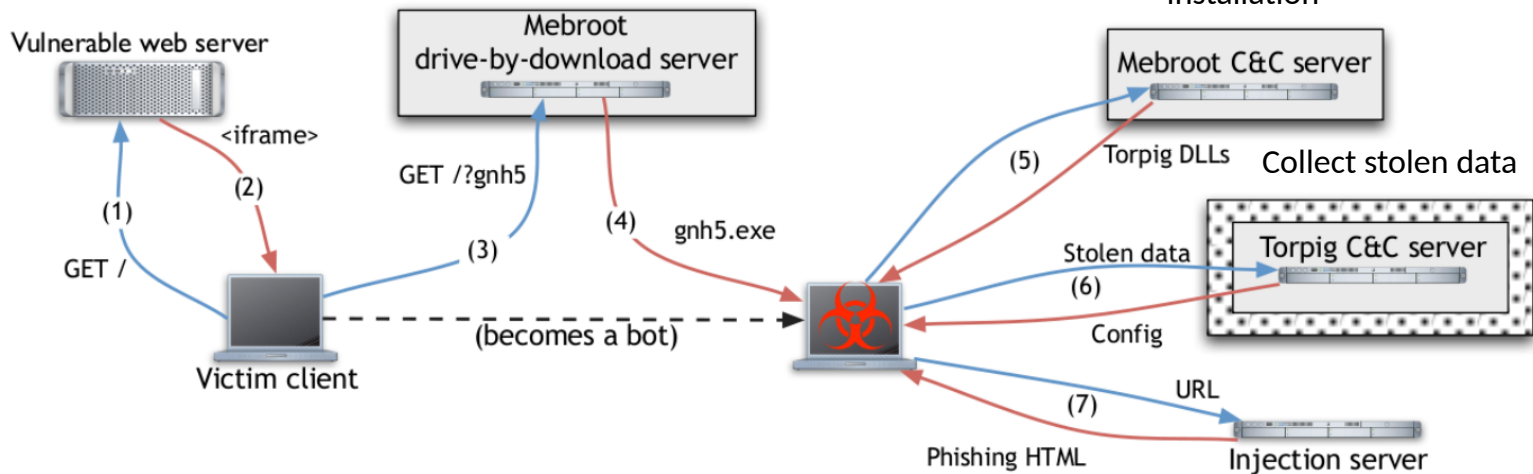 installation
Vulnerable web server
Mebroot
drive-by-download server
Mebroot C&C server
<iframe>
GET /?gnh5
Torpig DLLs
Collect stolen data
(1)
(2)
(3)
(4)
(5)
gnh5.exe
GET /
Stolen data
Torpig C&C server
(6)
Config
(becomes a bot)
Victim client
URL
(7)
Phishing HTML
Injection server